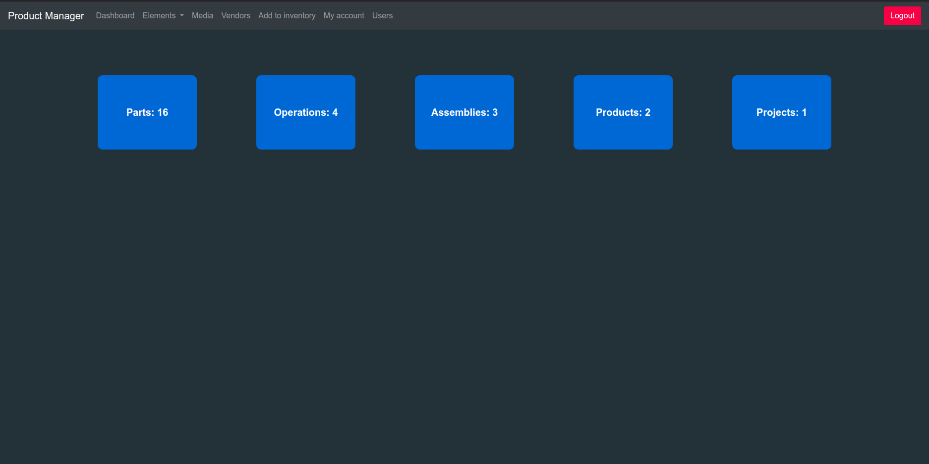 Product Manager Dashboard Elements Media Vendors Add to inventory My account Users Logout
Parts: 16 Operations: 4 Assemblies: 3 Products: 2 Projects: 1